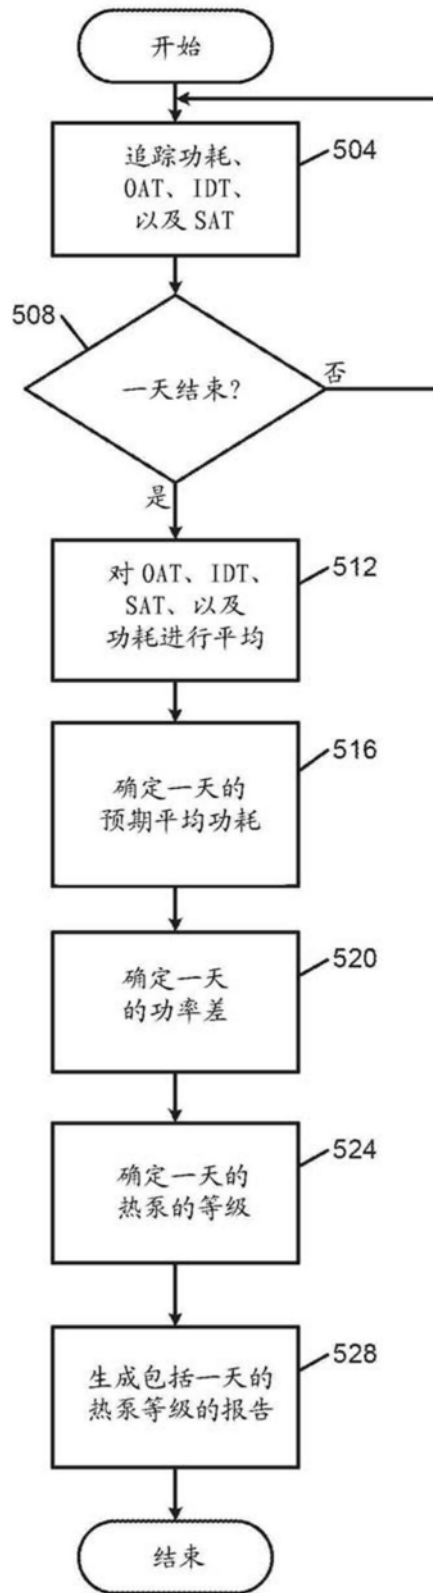 开始
504
追踪功耗、
OAT、IDT、
以及 SAT
508
一天结束?
否
是
512
对 OAT、IDT、
SAT、以及
功耗进行平均
516
确定一天的
预期平均功耗
520
确定一天
的功率差
524
确定一天的
热泵的等级
528
生成包括一天的
热泵等级的报告
结束